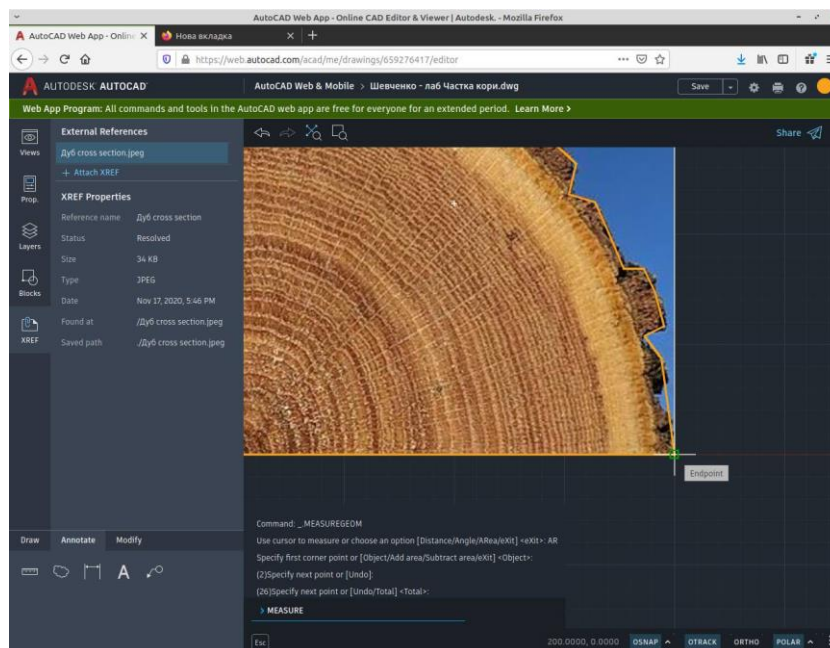 AutoCAD Web App - Online CAD Editor & Viewer | Autodesk. - Mozilla Firefox
AutoCAD Web App - Onlin
Нова вкладка
https://web.autocad.com/acad/me/drawings/659276417/editor
AUTODESK AUTOCAD
AutoCAD Web & Mobile > Шевченко - лаб Частка кори.dwg
Save
Web App Program: All commands and tools in the AutoCAD web app are free for everyone for an extended period. Learn More >
Views
Prop.
Layers
Blocks
XREF
External References
Дуб cross section.jpeg
+ Attach XREF
XREF Properties
Reference name Дуб cross section
Status Resolved
Size 34 KB
Type JPEG
Date Nov 17, 2020, 5:46 PM
Found at /Дуб cross section.jpeg
Saved path ./Дуб cross section.jpeg
Share
Endpoint
Draw Annotate Modify
A
Command: _MEASUREGEOM
Use cursor to measure or choose an option [Distance/Angle/ARea/eXit] <eXit>: AR
Specify first corner point or [Object/Add area/Subtract area/eXit] <Object>:
(2)Specify next point or [Undo]:
(26)Specify next point or [Undo/Total] <Total>:
> MEASURE
Esc
200.0000, 0.0000 OSNAP OTRACK ORTHO POLAR